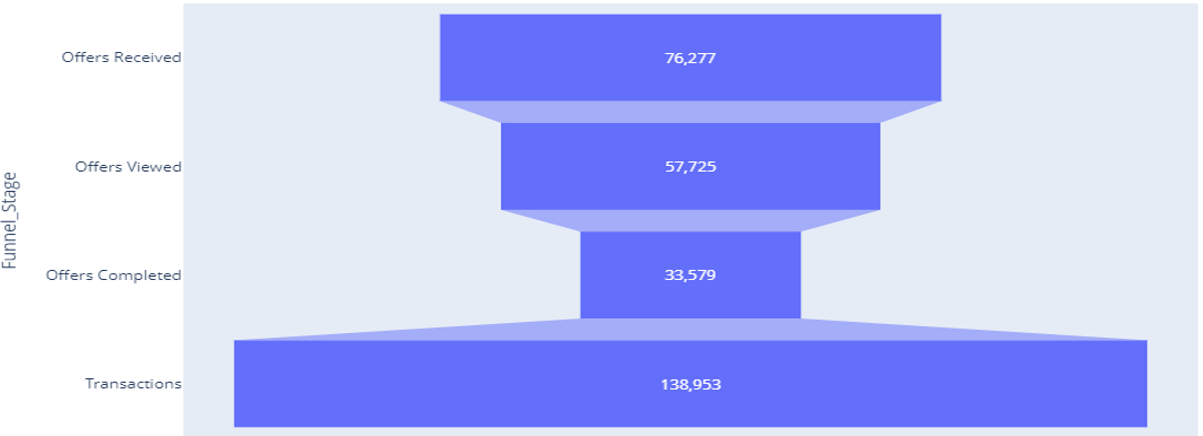 Funnel_Stage
Offers Received
76,277
Offers Viewed
57,725
Offers Completed
33,579
Transactions
138,953